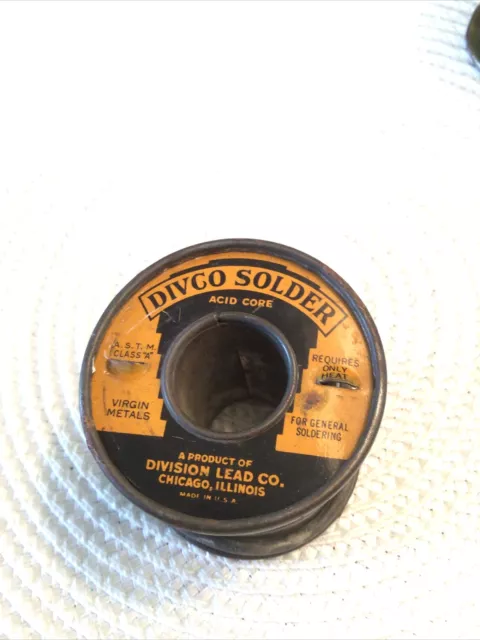 DIVCO SOLDER
ACID CORE
A. S. T. M.
CLASS "A"
VIRGIN
METALS
REQUIRES
ONLY
HEAT
FOR GENERAL
SOLDERING
A PRODUCT OF
DIVISION LEAD CO.
CHICAGO, ILLINOIS
MADE IN U.S.A.